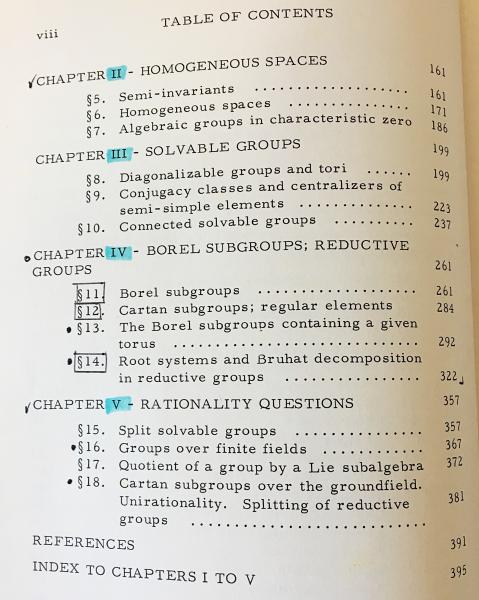 viii TABLE OF CONTENTS
CHAPTER II - HOMOGENEOUS SPACES 161
§5. Semi-invariants .................. 161
§6. Homogeneous spaces .............. 171
§7. Algebraic groups in characteristic zero 186
CHAPTER III - SOLVABLE GROUPS 199
§8. Diagonalizable groups and tori ...... 199
§9. Conjugacy classes and centralizers of
semi-simple elements .............. 223
§10. Connected solvable groups .......... 237
CHAPTER IV - BOREL SUBGROUPS; REDUCTIVE
GROUPS 261
§11. Borel subgroups .................. 261
§12. Cartan subgroups; regular elements 284
§13. The Borel subgroups containing a given
torus ............................ 292
§14. Root systems and Bruhat decomposition
in reductive groups ................ 322
CHAPTER V - RATIONALITY QUESTIONS 357
§15. Split solvable groups .............. 357
§16. Groups over finite fields ............ 367
§17. Quotient of a group by a Lie subalgebra 372
§18. Cartan subgroups over the groundfield.
Unirationality. Splitting of reductive 381
groups ..........................
REFERENCES 391
INDEX TO CHAPTERS I TO V 395